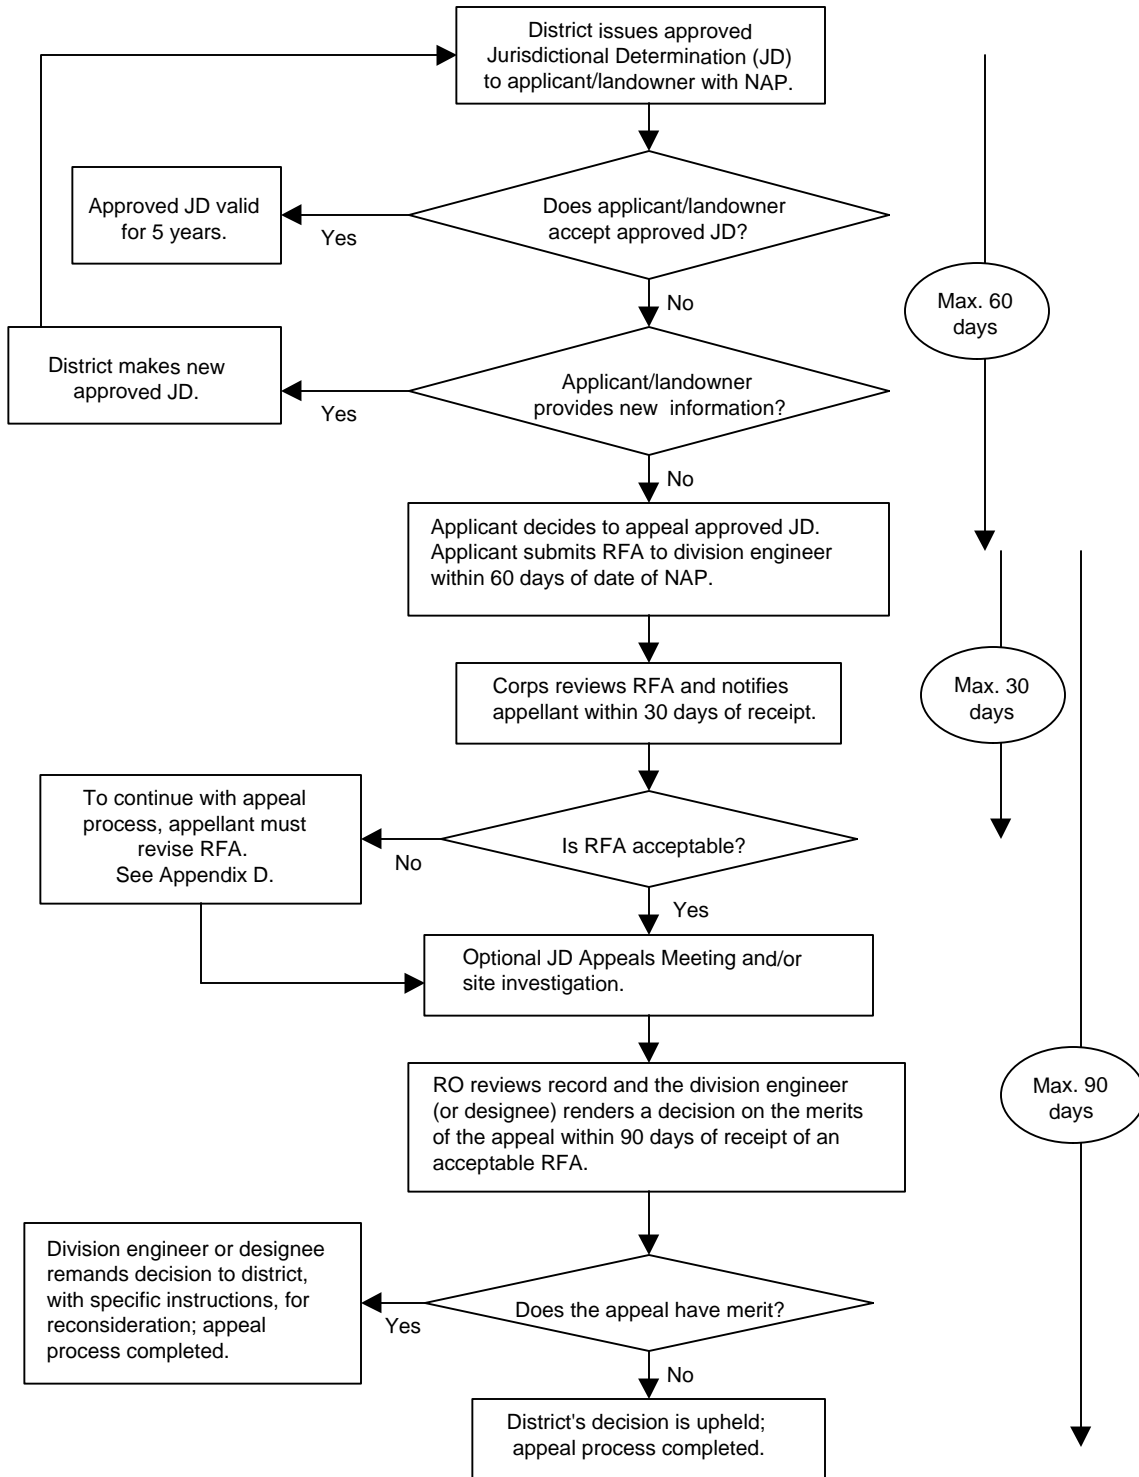 District issues approved
Jurisdictional Determination (JD)
to applicant/landowner with NAP.
Does applicant/landowner
accept approved JD?
Yes
Approved JD valid
for 5 years.
No
Max. 60
days
Applicant/landowner
provides new information?
Yes
District makes new
approved JD.
No
Applicant decides to appeal approved JD.
Applicant submits RFA to division engineer
within 60 days of date of NAP.
Corps reviews RFA and notifies
appellant within 30 days of receipt.
Max. 30
days
Is RFA acceptable?
No
To continue with appeal
process, appellant must
revise RFA.
See Appendix D.
Yes
Optional JD Appeals Meeting and/or
site investigation.
RO reviews record and the division engineer
(or designee) renders a decision on the merits
of the appeal within 90 days of receipt of an
acceptable RFA.
Max. 90
days
Does the appeal have merit?
Yes
Division engineer or designee
remands decision to district,
with specific instructions, for
reconsideration; appeal
process completed.
No
District's decision is upheld;
appeal process completed.